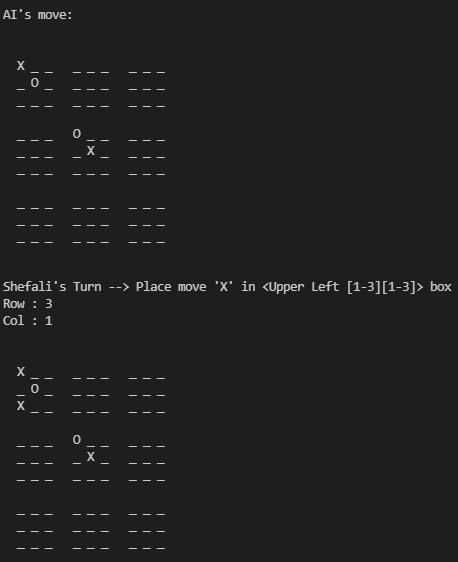 AI's move:
X _ _  _ _ _  _ _ _
_ O _  _ _ _  _ _ _
_ _ _  _ _ _  _ _ _
_ _ _  O _ _  _ _ _
_ _ _  _ X _  _ _ _
_ _ _  _ _ _  _ _ _
_ _ _  _ _ _  _ _ _
_ _ _  _ _ _  _ _ _
_ _ _  _ _ _  _ _ _
Shefali's Turn --> Place move 'X' in <Upper Left [1-3][1-3]> box
Row : 3
Col : 1
X _ _  _ _ _  _ _ _
_ O _  _ _ _  _ _ _
X _ _  _ _ _  _ _ _
_ _ _  O _ _  _ _ _
_ _ _  _ X _  _ _ _
_ _ _  _ _ _  _ _ _
_ _ _  _ _ _  _ _ _
_ _ _  _ _ _  _ _ _
_ _ _  _ _ _  _ _ _